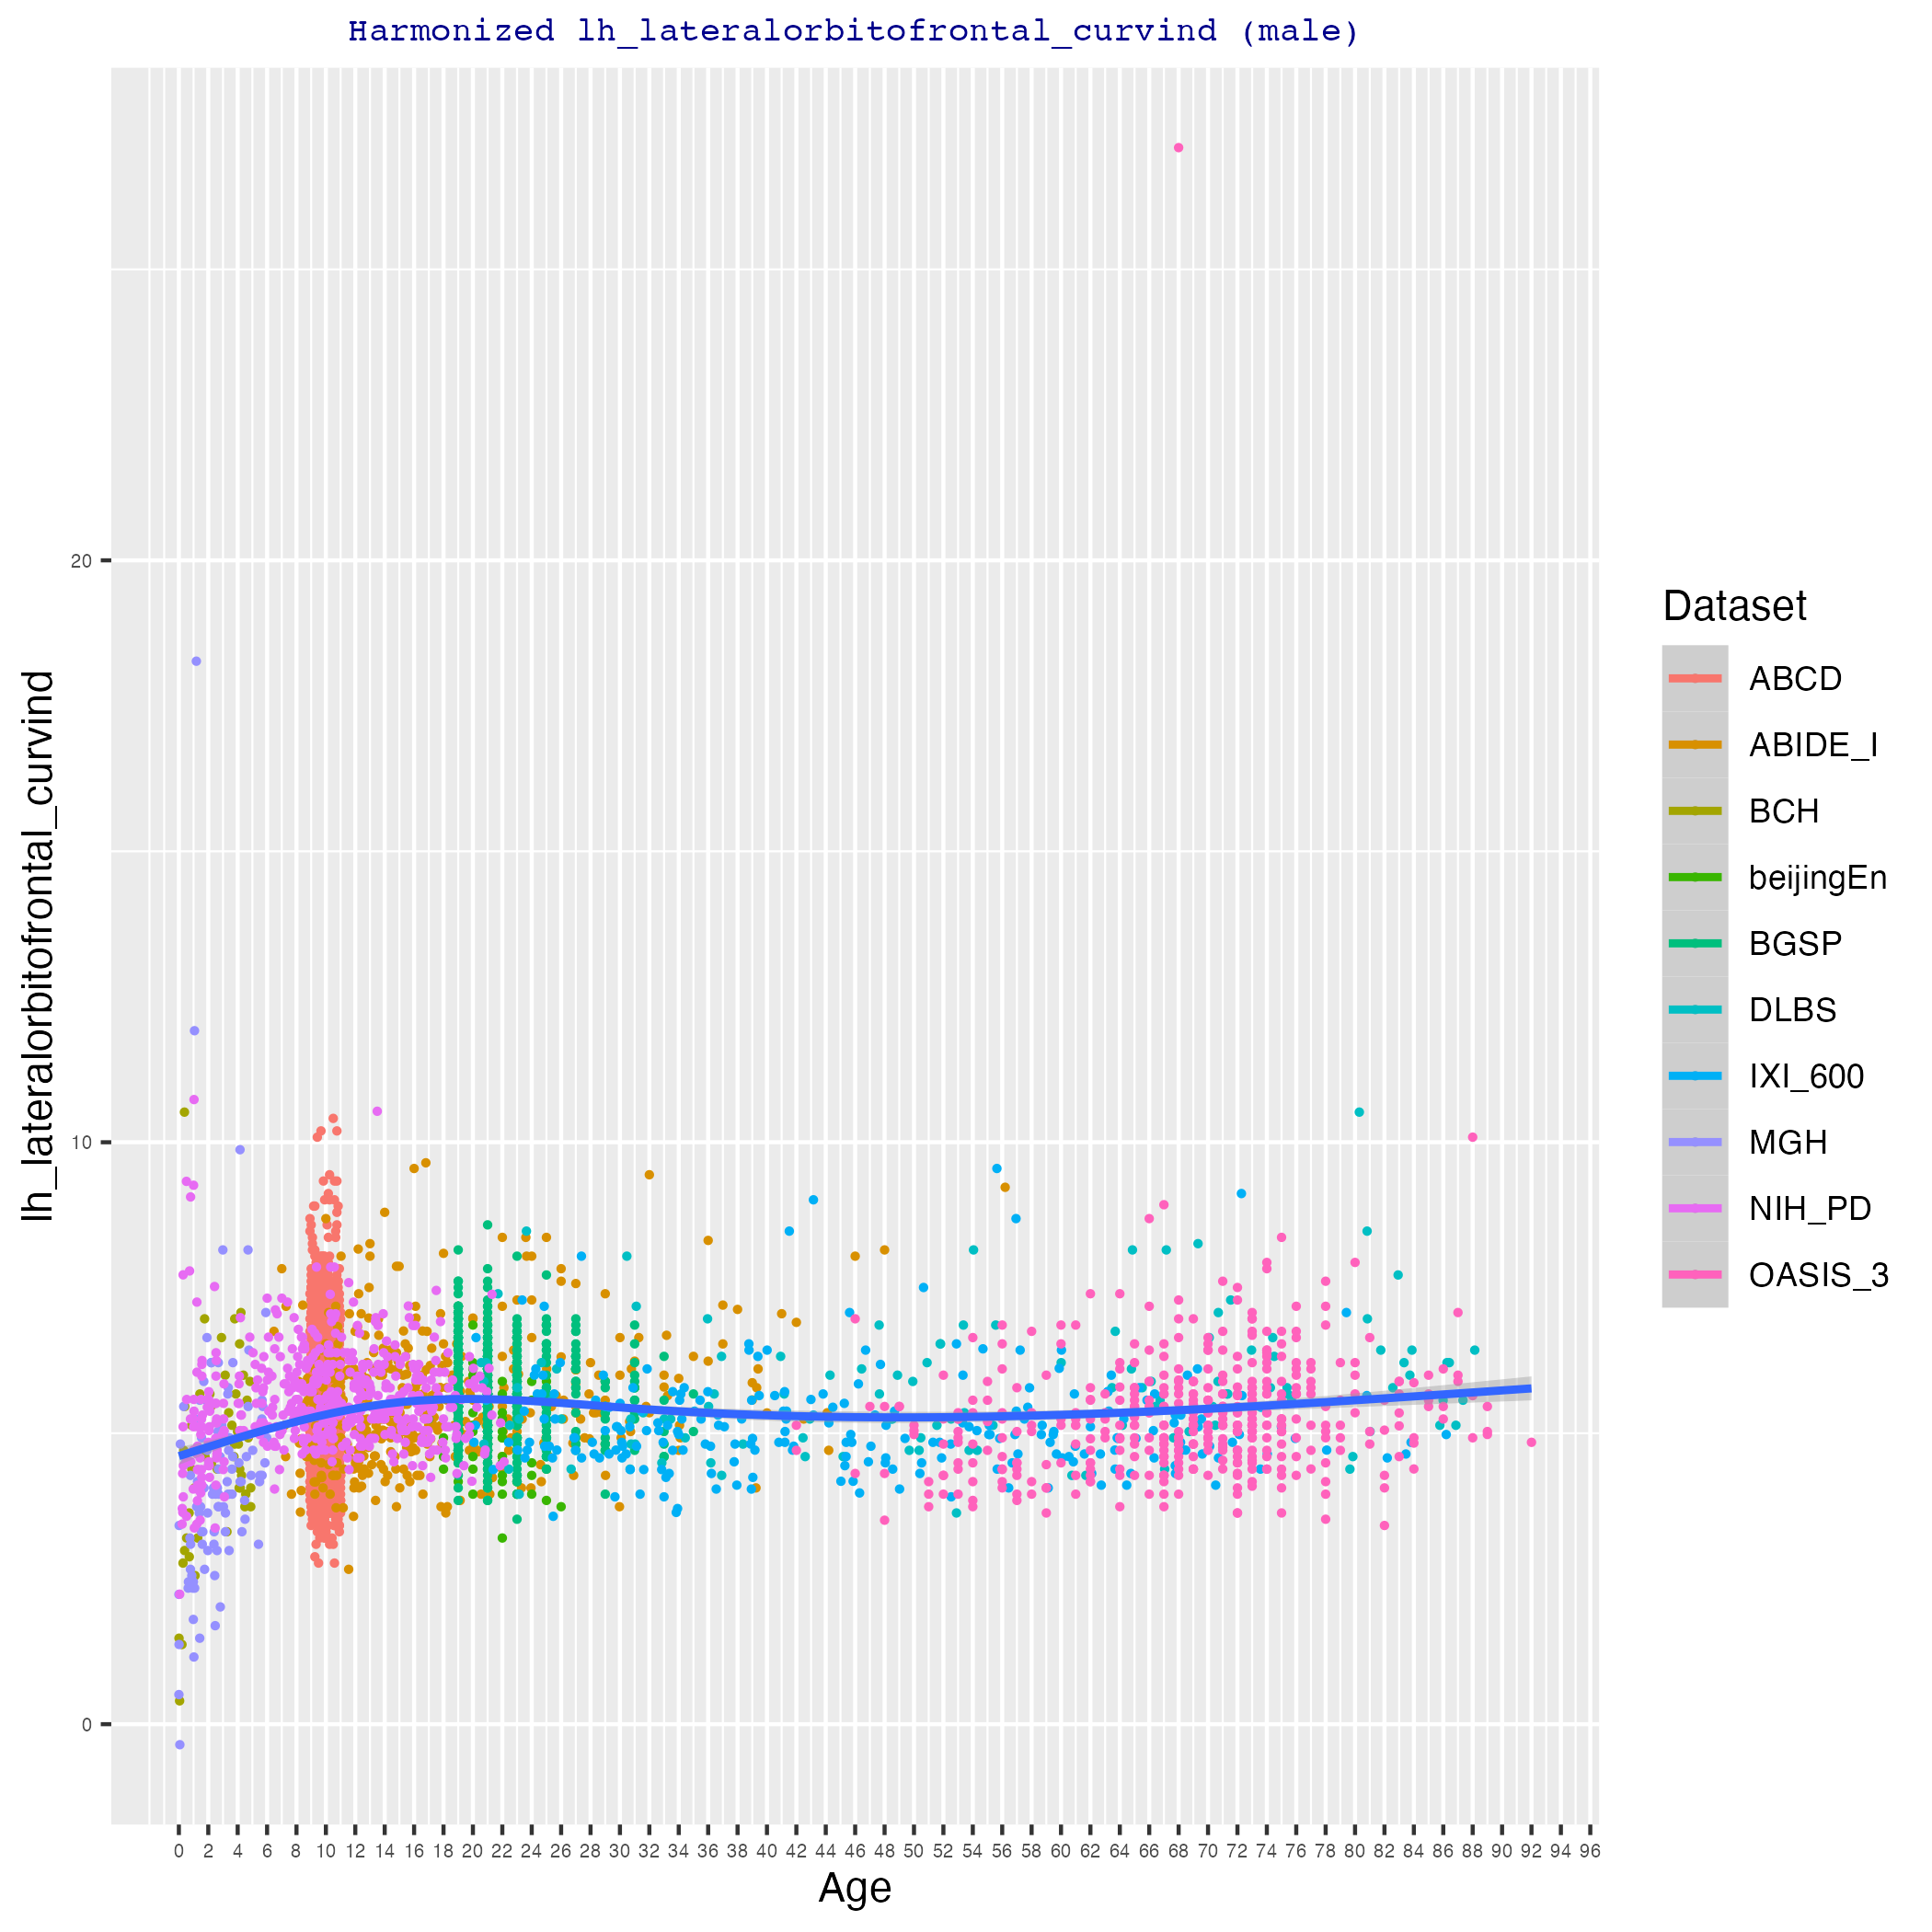 Harmonized lh_lateralorbitofrontal_curvind (male)
lh_lateralorbitofrontal_curvind
20
10
0
0 2 4 6 8 10 12 14 16 18 20 22 24 26 28 30 32 34 36 38 40 42 44 46 48 50 52 54 56 58 60 62 64 66 68 70 72 74 76 78 80 82 84 86 88 90 92 94 96
Age
Dataset
ABCD
ABIDE_I
BCH
beijingEn
BGSP
DLBS
IXI_600
MGH
NIH_PD
OASIS_3